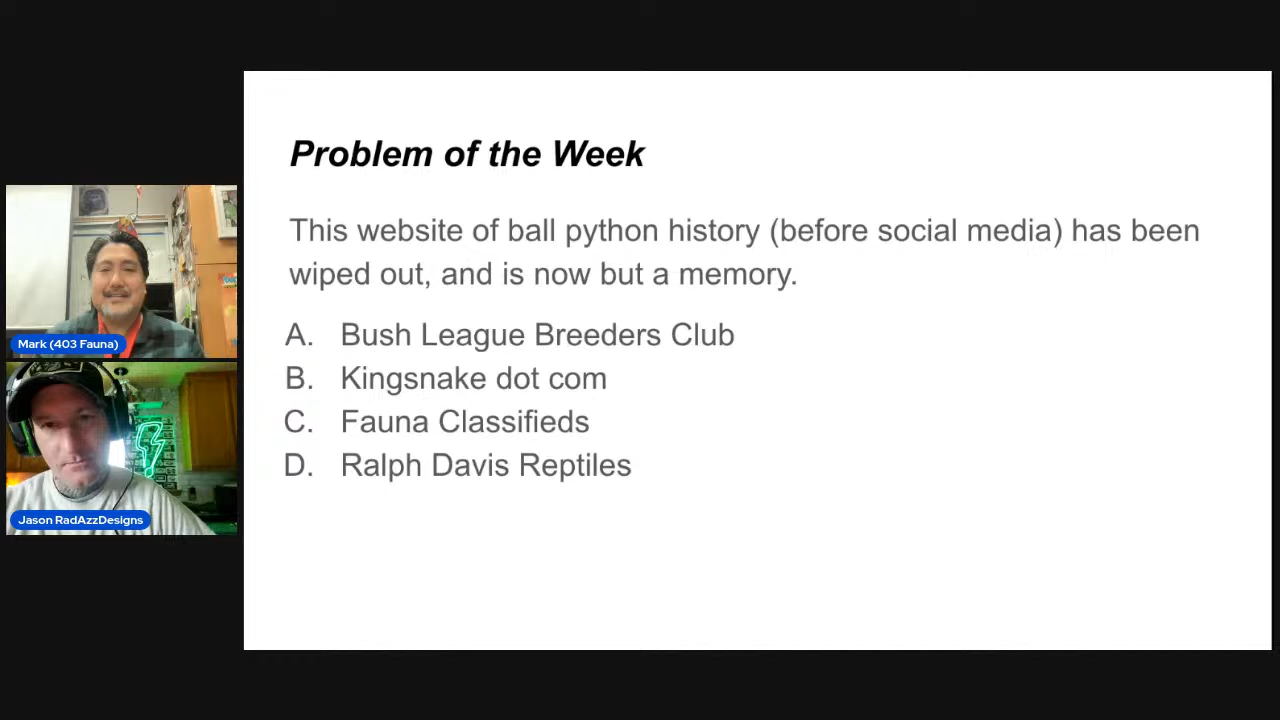 Problem of the Week
This website of ball python history (before social media) has been
wiped out, and is now but a memory.
A. Bush League Breeders Club
B. Kingsnake dot com
C. Fauna Classifieds
D. Ralph Davis Reptiles
Mark (403 Fauna)
Jason RadAzzDesigns